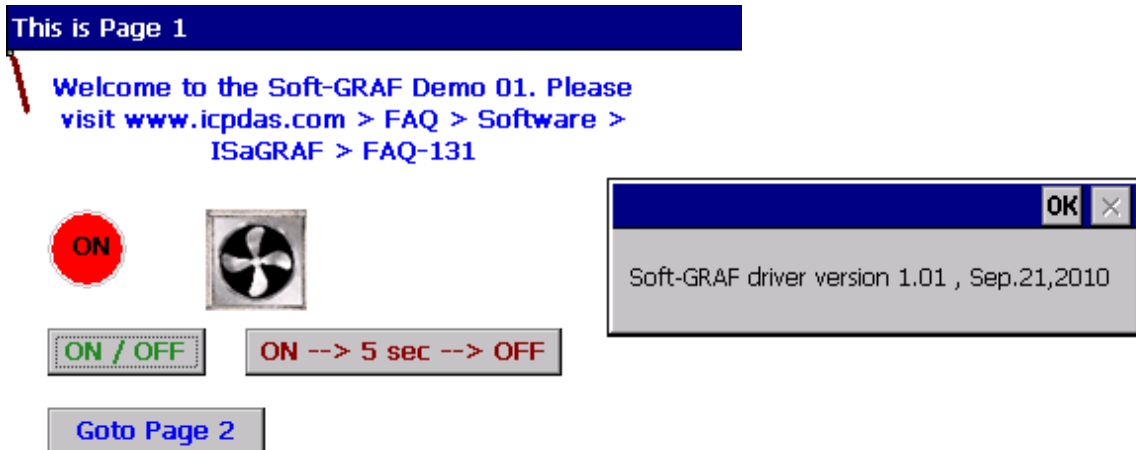 This is Page 1
Welcome to the Soft-GRAF Demo 01. Please
visit www.icpdas.com > FAQ > Software >
ISaGRAF > FAQ-131
OK
Soft-GRAF driver version 1.01 , Sep.21,2010
ON
ON / OFF
ON --> 5 sec --> OFF
Goto Page 2